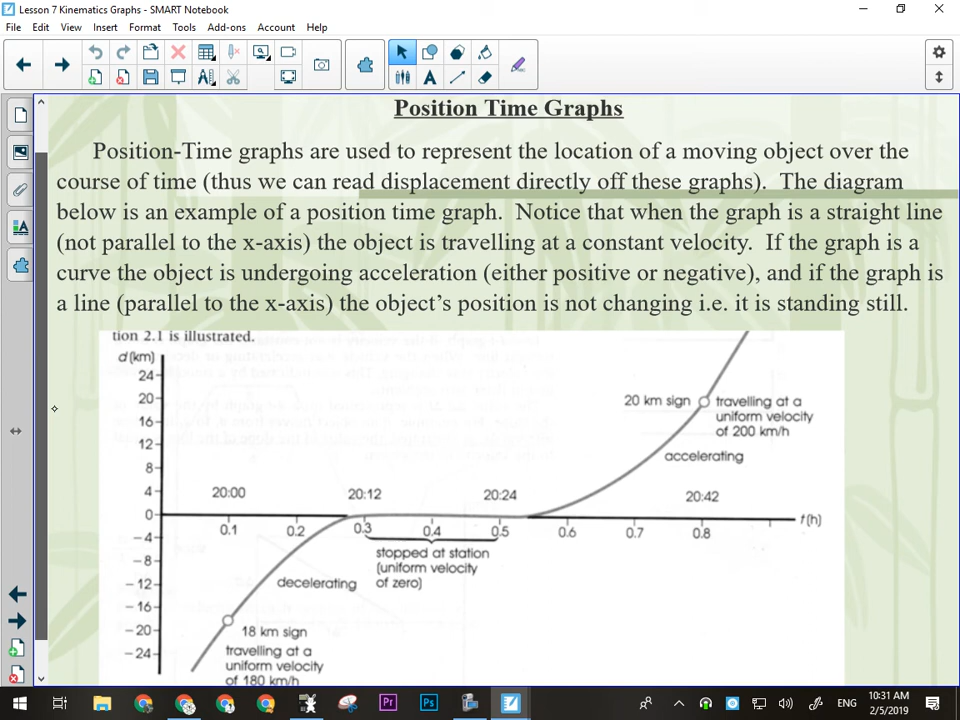 Lesson 7 Kinematics Graphs - SMART Notebook
File Edit View Insert Format Tools Add-ons Account Help
Position Time Graphs
Position-Time graphs are used to represent the location of a moving object over the
course of time (thus we can read displacement directly off these graphs). The diagram
below is an example of a position time graph. Notice that when the graph is a straight line
(not parallel to the x-axis) the object is travelling at a constant velocity. If the graph is a
curve the object is undergoing acceleration (either positive or negative), and if the graph is
a line (parallel to the x-axis) the object's position is not changing i.e. it is standing still.
tion 2.1 is illustrated.
d (km)
24
20
16
12
8
4
0
-4
-8
-12
-16
-20
-24
20 km sign
travelling at a
uniform velocity
of 200 km/h
accelerating
20:00 20:12 20:24 20:42
0.1 0.2 0.3 0.4 0.5 0.6 0.7 0.8
t (h)
stopped at station
(uniform velocity
of zero)
decelerating
18 km sign
travelling at a
uniform velocity
of 180 km/h
Pr Ps
ENG
10:31 AM
2/5/2019